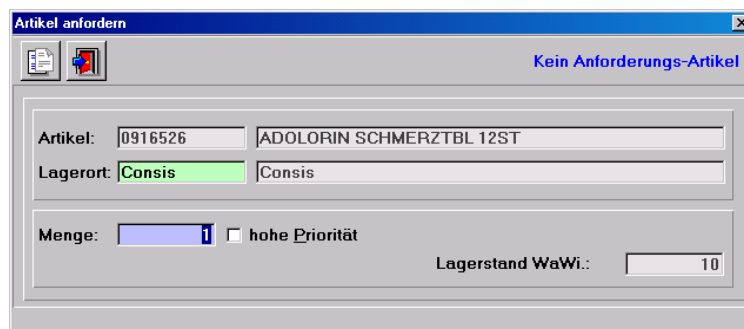 Artikel anfordern
Kein Anforderungs-Artikel
Artikel: 0916526 ADOLORIN SCHMERZTBL 12ST
Lagerort: Consis Consis
Menge: 1 hohe Priorität
Lagerstand WaWi.: 10